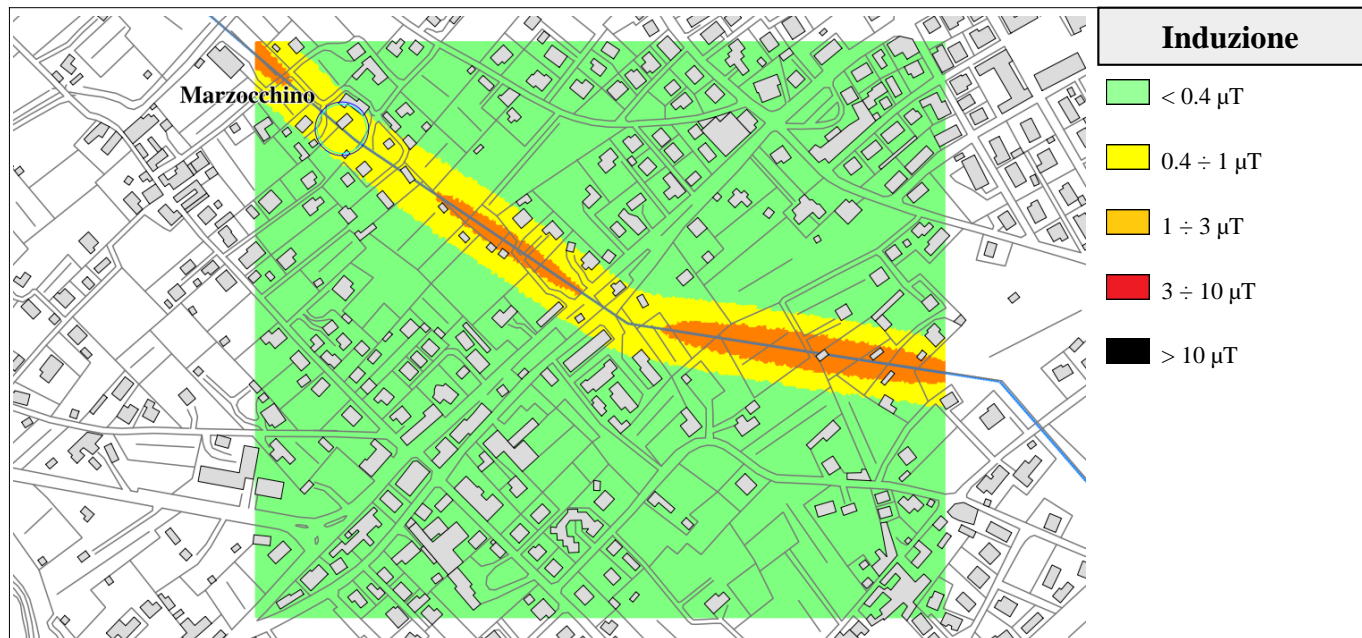 Induzione
Marzocchino
< 0.4 µT
0.4 ÷ 1 µT
1 ÷ 3 µT
3 ÷ 10 µT
> 10 µT